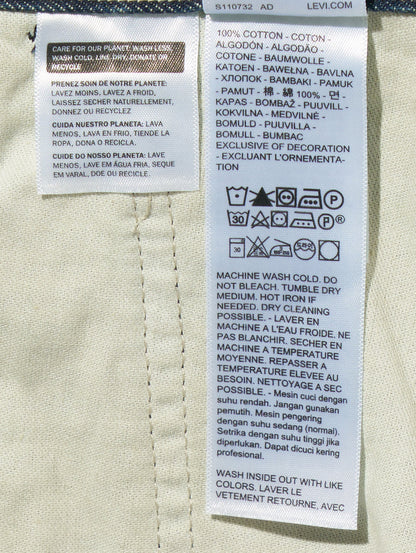 CARE FOR OUR PLANET: WASH LESS,
WASH COLD, LINE DRY, DONATE OR
RECYCLE
PRENEZ SOIN DE NOTRE PLANETE:
LAVEZ MOINS, LAVEZ A FROID,
LAISSEZ SECHER NATURELLEMENT,
DONNEZ OU RECYCLEZ
CUIDA NUESTRO PLANETA: LAVA
MENOS, LAVA EN FRIO, TIENDE LA
ROPA, DONA O RECICLA.
CUIDE DO NOSSO PLANETA: LAVE
MENOS, LAVE EM ÁGUA FRIA, SEQUE
EM VARAL, DOE OU RECICLE.
S110732 AD LEVI.COM
100% COTTON - COTON -
ALGODÓN - ALGODÃO -
COTONE - BAUMWOLLE -
KATOEN - BAWEŁNA - BAVLNA
- ХЛОПОК - BAMBAKI - PAMUK
- PAMUT - 棉 - 綿 100% - 면 -
KAPAS - BOMBAŽ - PUUVILL -
KOKVILNA - MEDVILNĖ -
BOMULD - PUUVILLA -
BOMULL - BUMBAC
EXCLUSIVE OF DECORATION
- EXCLUANT L'ORNEMENTA-
TION
P
30 P
30
MACHINE WASH COLD. DO
NOT BLEACH. TUMBLE DRY
MEDIUM. HOT IRON IF
NEEDED. DRY CLEANING
POSSIBLE. - LAVER EN
MACHINE A L'EAU FROIDE. NE
PAS BLANCHIR. SECHER EN
MACHINE A TEMPERATURE
MOYENNE. REPASSER A
TEMPERATURE ELEVEE AU
BESOIN. NETTOYAGE A SEC
POSSIBLE. - Mesin cuci dengan
suhu rendah. Jangan gunakan
pemutih. Mesin pengering
dengan suhu sedang (normal).
Setrika dengan suhu tinggi jika
diperlukan. Dapat dicuci kering
profesional.
WASH INSIDE OUT WITH LIKE
COLORS. LAVER LE
VETEMENT RETOURNE, AVEC